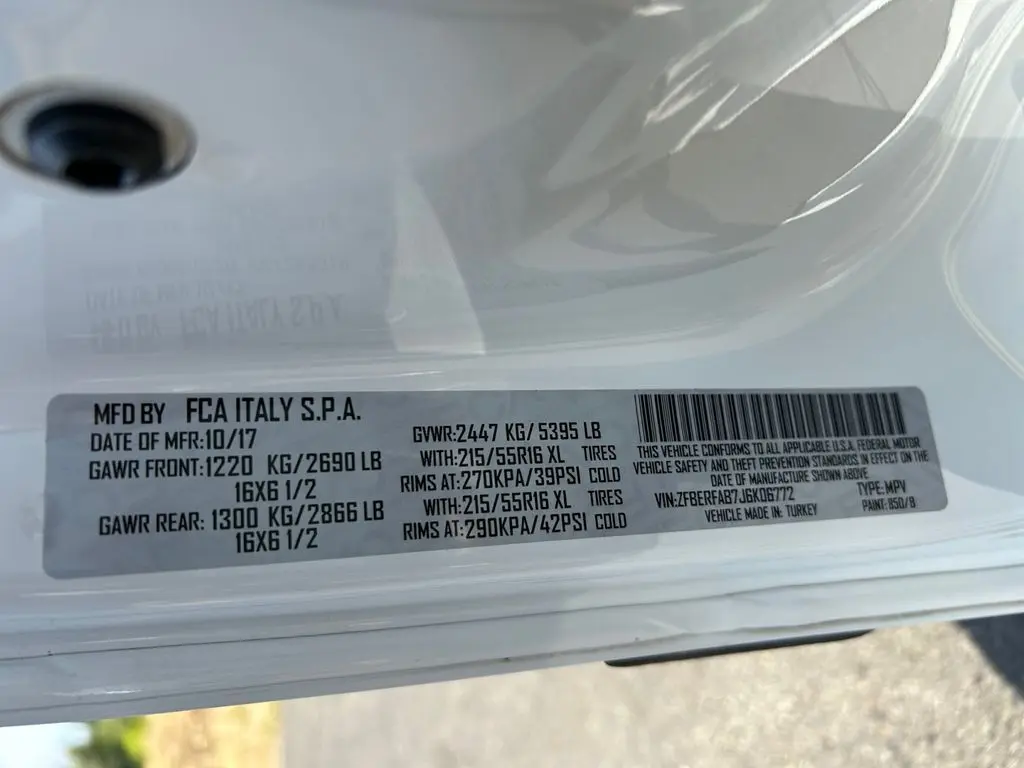 MFD BY FCA ITALY S.P.A.
DATE OF MFR:10/17
GAWR FRONT:1220 KG/2690 LB
16X6 1/2
GAWR REAR: 1300 KG/2866 LB
16X6 1/2
GVWR:2447 KG/ 5395 LB
WITH:215/55R16 XL TIRES
RIMS AT:270KPA/39PSI COLD
WITH:215/55R16 XL TIRES
RIMS AT:290KPA/42PSI COLD
THIS VEHICLE CONFORMS TO ALL APPLICABLE U.S.A. FEDERAL MOTOR
VEHICLE SAFETY AND THEFT PREVENTION STANDARDS IN EFFECT ON THE
DATE OF MANUFACTURE SHOWN ABOVE
VIN:ZFBERFAB7J6K06772 TYPE:MPV
VEHICLE MADE IN: TURKEY PAINT: 850/B